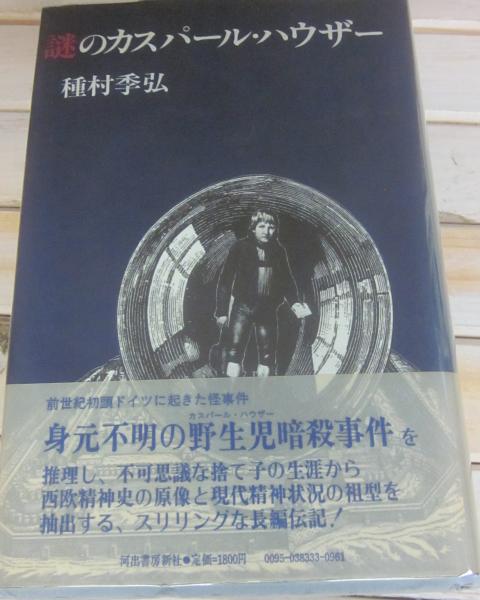 謎のカスパール・ハウザー
種村季弘
前世紀初頭ドイツに起きた怪事件
カスパール・ハウザー
身元不明の野生児暗殺事件を
推理し、不可思議な捨て子の生涯から
西欧精神史の原像と現代精神状況の祖型を
抽出する、スリリングな長編伝記!
河出書房新社●定価=1800円 0095-038333-0961